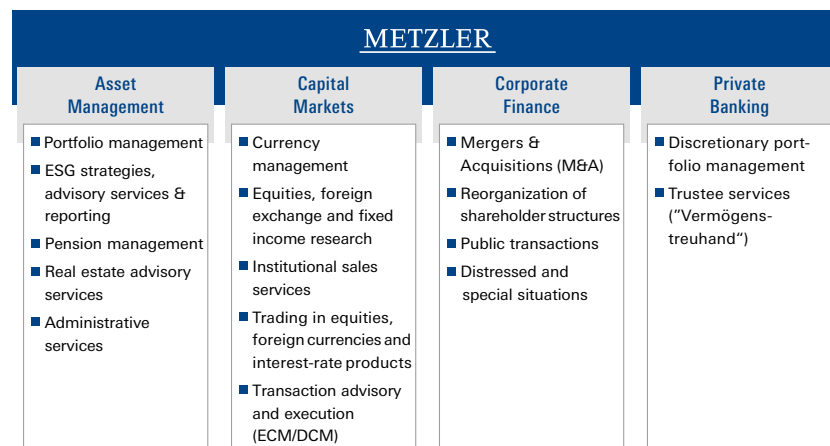 METZLER
Asset
Management
Portfolio management
ESG strategies,
advisory services &
reporting
Pension management
Real estate advisory
services
Administrative
services
Capital
Markets
Currency
management
Equities, foreign
exchange and fixed
income research
Institutional sales
services
Trading in equities,
foreign currencies and
interest-rate products
Transaction advisory
and execution
(ECM/DCM)
Corporate
Finance
Mergers &
Acquisitions (M&A)
Reorganization of
shareholder structures
Public transactions
Distressed and
special situations
Private
Banking
Discretionary port-
folio management
Trustee services
(”Vermögens-
treuhand“)